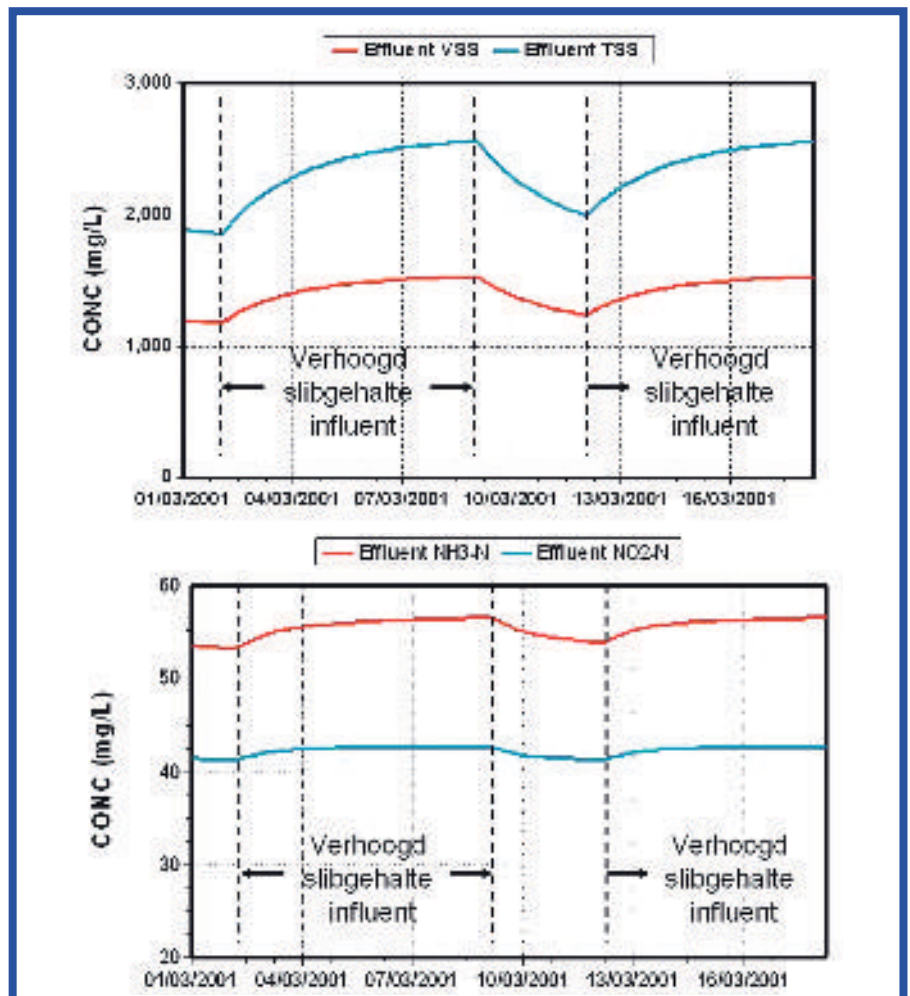 Effluent VSS Effluent TSS
3,000
2,000
1,000
0
CONC (mg/L)
Verhoogd
slibgehalte
influent
Verhoogd
slibgehalte
influent
01/03/2001 04/03/2001 07/03/2001 10/03/2001 13/03/2001 16/03/2001
Effluent NH3-N Effluent NO2-N
60
50
40
30
20
CONC (mg/L)
Verhoogd
slibgehalte
influent
Verhoogd
slibgehalte
influent
01/03/2001 04/03/2001 07/03/2001 10/03/2001 13/03/2001 16/03/2001